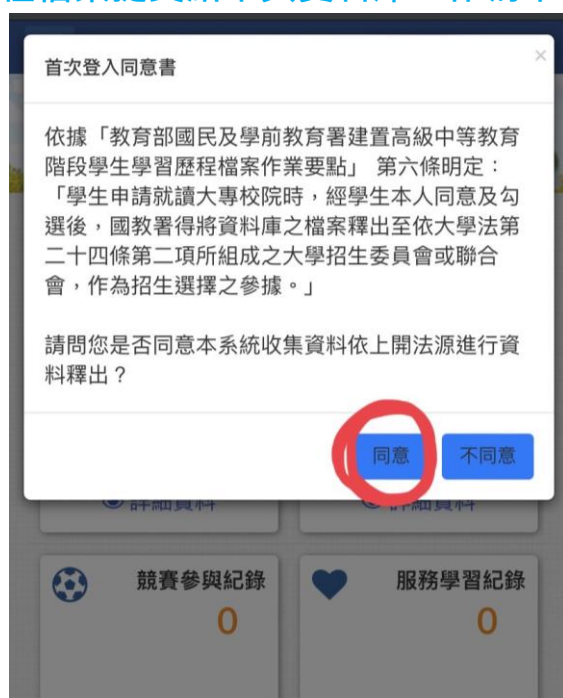 首次登入同意書
×
依據「教育部國民及學前教育署建置高級中等教育
階段學生學習歷程檔案作業要點」 第六條明定：
「學生申請就讀大專校院時，經學生本人同意及勾
選後，國教署得將資料庫之檔案釋出至依大學法第
二十四條第二項所組成之大學招生委員會或聯合
會，作為招生選擇之參據。」
請問您是否同意本系統收集資料依上開法源進行資
料釋出？
同意 不同意
詳細資料 詳細資料
競賽參與紀錄 服務學習紀錄
0 0